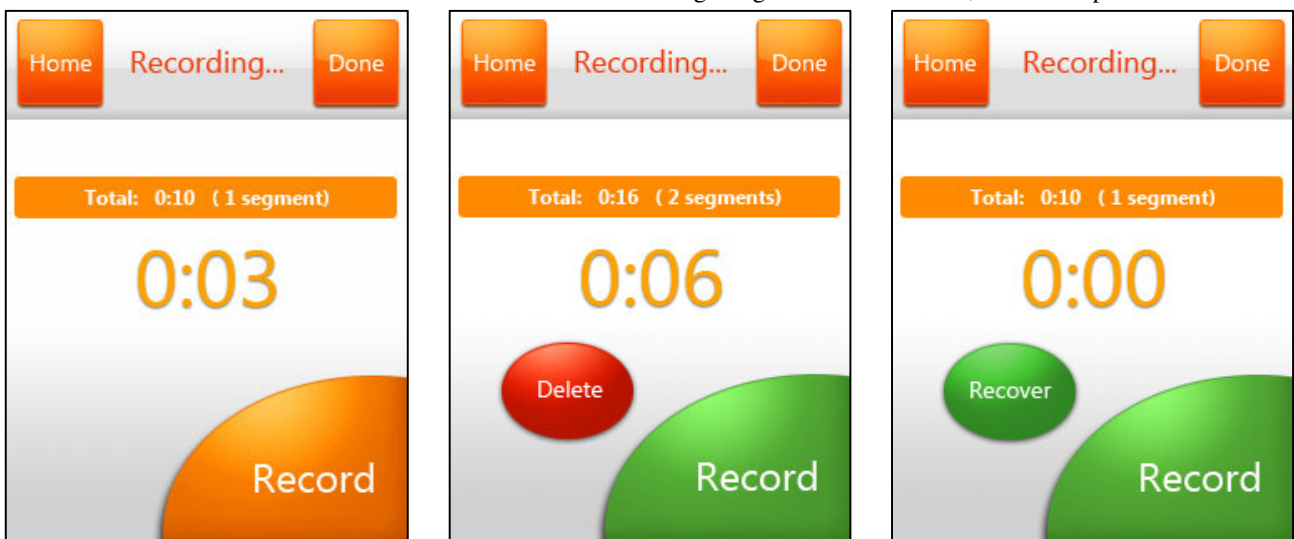 Home Recording... Done
Total: 0:10 ( 1 segment)
0:03
Record
Home Recording... Done
Total: 0:16 ( 2 segments)
0:06
Delete
Record
Home Recording... Done
Total: 0:10 ( 1 segment)
0:00
Recover
Record